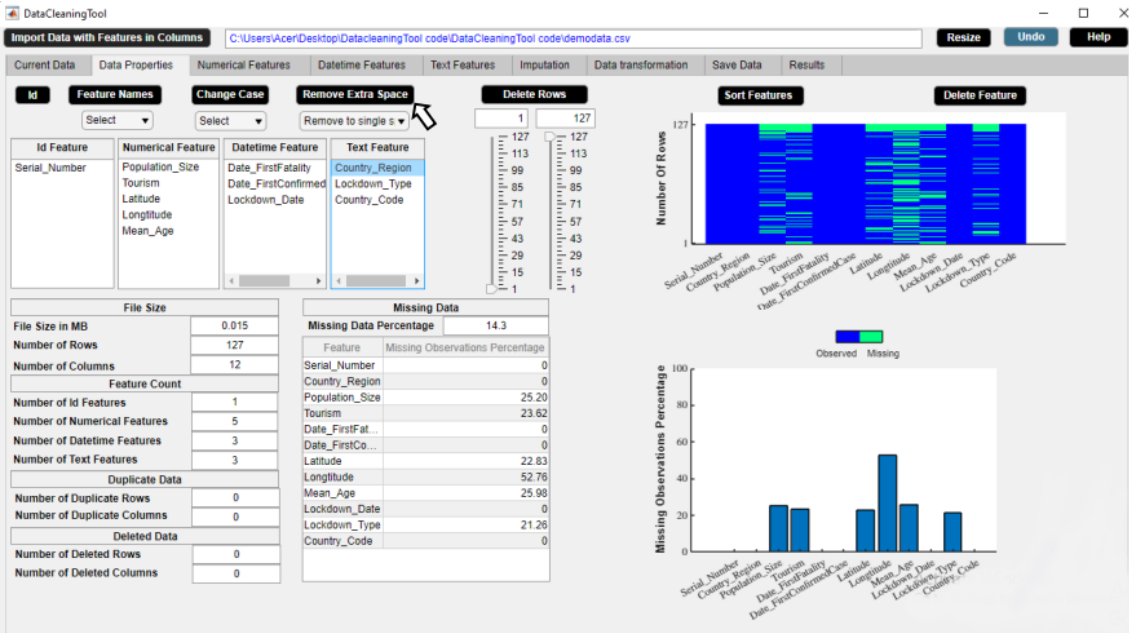 DataCleaningTool
Import Data with Features in Columns
C:\Users\Acer\Desktop\DatacleaningTool code\DataCleaningTool code\demodata.csv
Resize Undo Help
Current Data Data Properties Numerical Features Datetime Features Text Features Imputation Data transformation Save Data Results
Id Feature Names Change Case Remove Extra Space Delete Rows Sort Features Delete Feature
Select Select Remove to single s 1 127
Id Feature Numerical Feature Datetime Feature Text Feature
Serial_Number Population_Size Date_FirstFatality Country_Region
Tourism Date_FirstConfirmed Lockdown_Type
Latitude Lockdown_Date Country_Code
Longtitude
Mean_Age
127 127
113 113
99 99
85 85
71 71
57 57
43 43
29 29
15 15
1 1
Number Of Rows
127
1
Serial_Number Country_Region Population_Size Tourism Date_FirstFatality Date_FirstConfirmedCase Latitude Longtitude Mean_Age Lockdown_Date Lockdown_Type Country_Code
File Size
File Size in MB 0.015
Number of Rows 127
Number of Columns 12
Feature Count
Number of Id Features 1
Number of Numerical Features 5
Number of Datetime Features 3
Number of Text Features 3
Duplicate Data
Number of Duplicate Rows 0
Number of Duplicate Columns 0
Deleted Data
Number of Deleted Rows 0
Number of Deleted Columns 0
Missing Data
Missing Data Percentage 14.3
Feature Missing Observations Percentage
Serial_Number 0
Country_Region 0
Population_Size 25.20
Tourism 23.62
Date_FirstFat... 0
Date_FirstCo... 0
Latitude 22.83
Longtitude 52.76
Mean_Age 25.98
Lockdown_Date 0
Lockdown_Type 21.26
Country_Code 0
Observed Missing
Missing Observations Percentage
100
80
60
40
20
0
Serial_Number Country_Region Population_Size Tourism Date_FirstFatality Date_FirstConfirmedCase Latitude Longtitude Mean_Age Lockdown_Date Lockdown_Type Country_Code